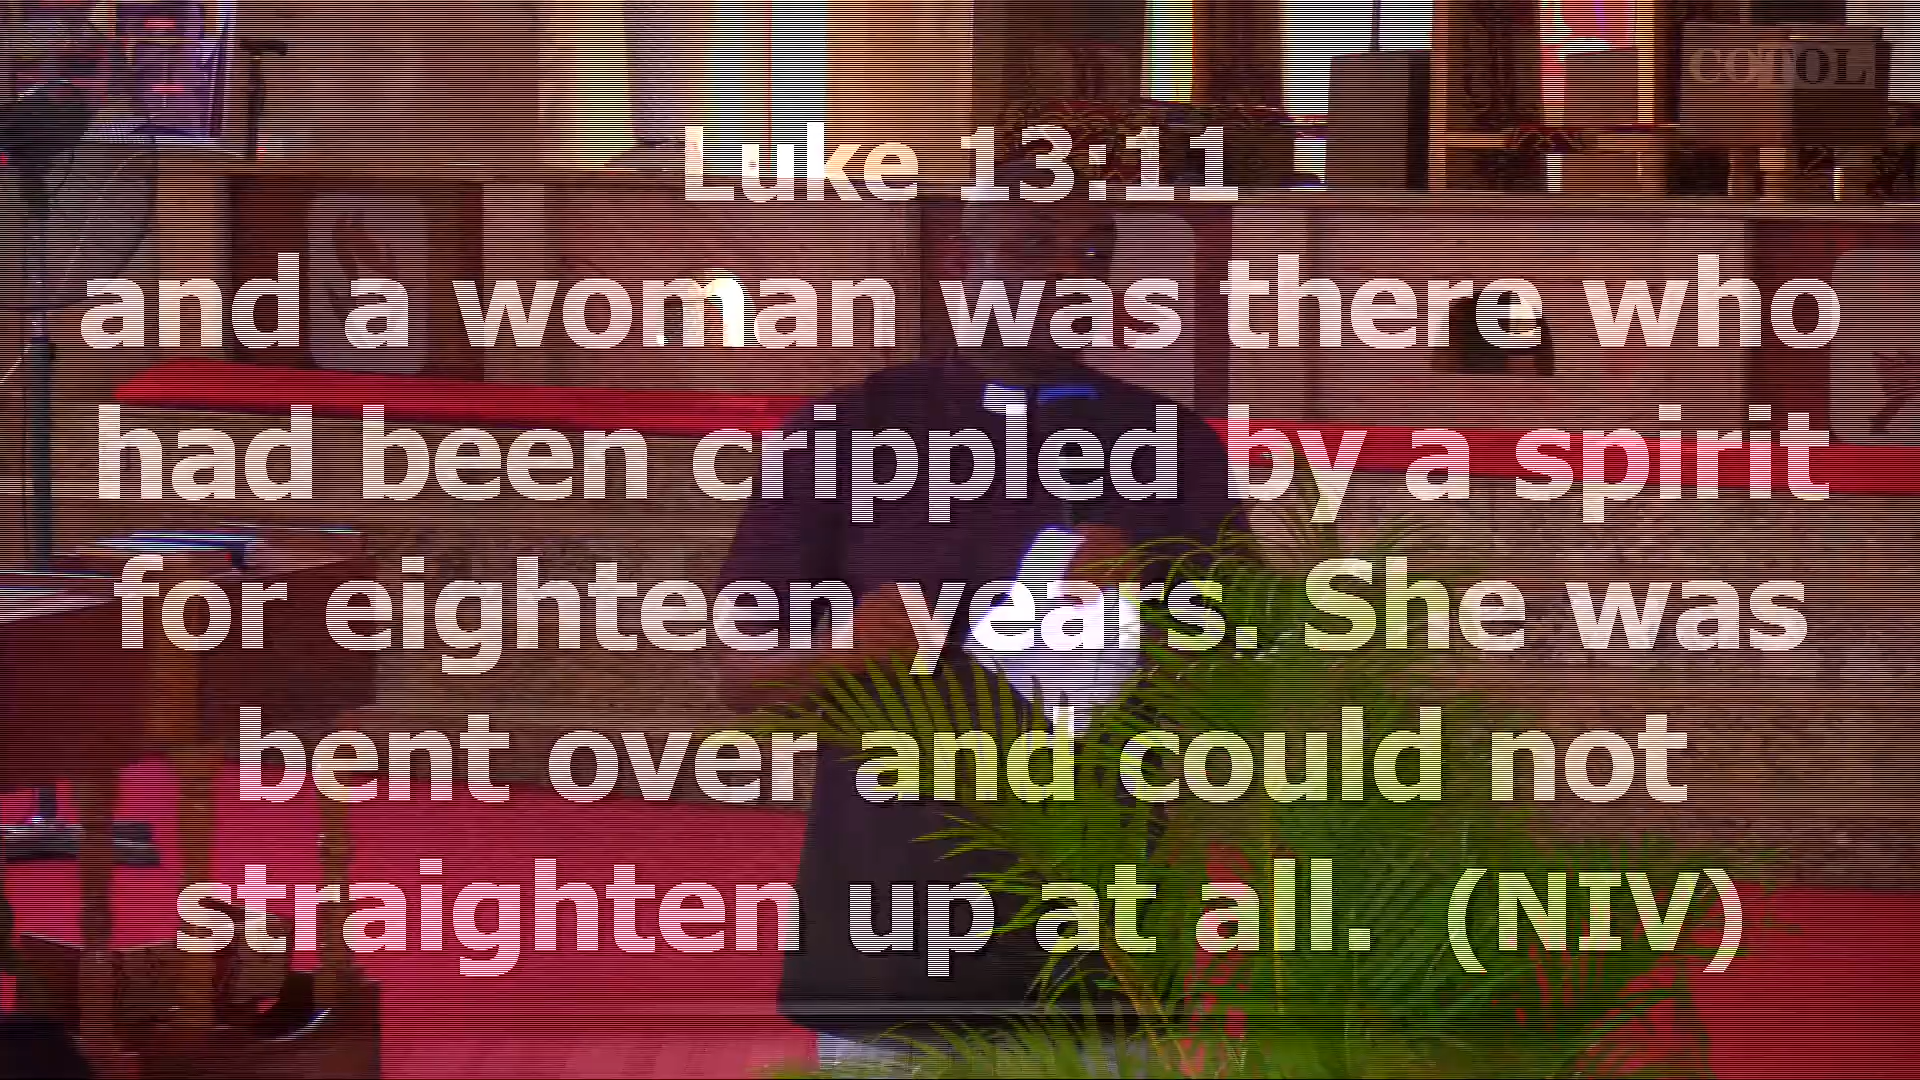 COTOL
Luke 13:11
and a woman was there who
had been crippled by a spirit
for eighteen years. She was
bent over and could not
straighten up at all. (NIV)